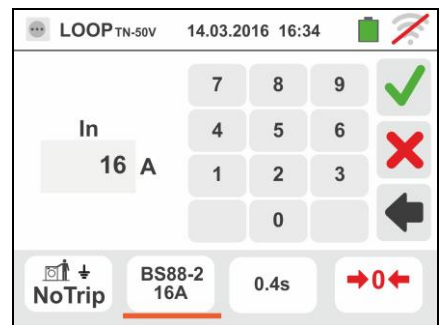 LOOP TN-50V 14.03.2016 16:34
7 8 9
In 4 5 6
16 A 1 2 3
0
NoTrip BS88-2 0.4s 0
16A